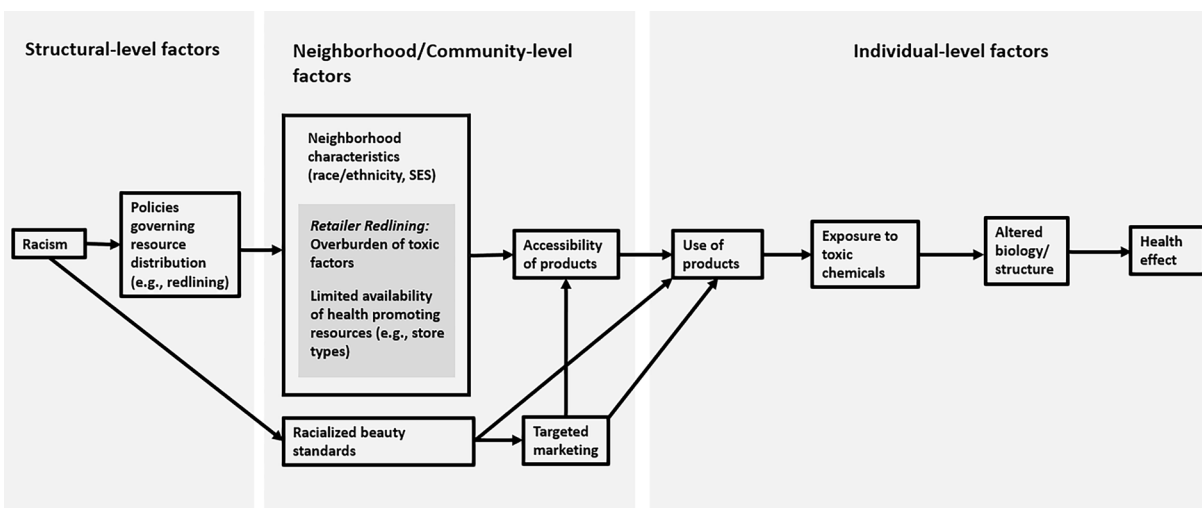 Structural-level factors
Neighborhood/Community-level
factors
Individual-level factors
Racism
Policies
governing
resource
distribution
(e.g., redlining)
Neighborhood
characteristics
(race/ethnicity, SES)
Retailer Redlining:
Overburden of toxic
factors
Limited availability
of health promoting
resources (e.g., store
types)
Accessibility
of products
Use of
products
Exposure to
toxic
chemicals
Altered
biology/
structure
Health
effect
Racialized beauty
standards
Targeted
marketing